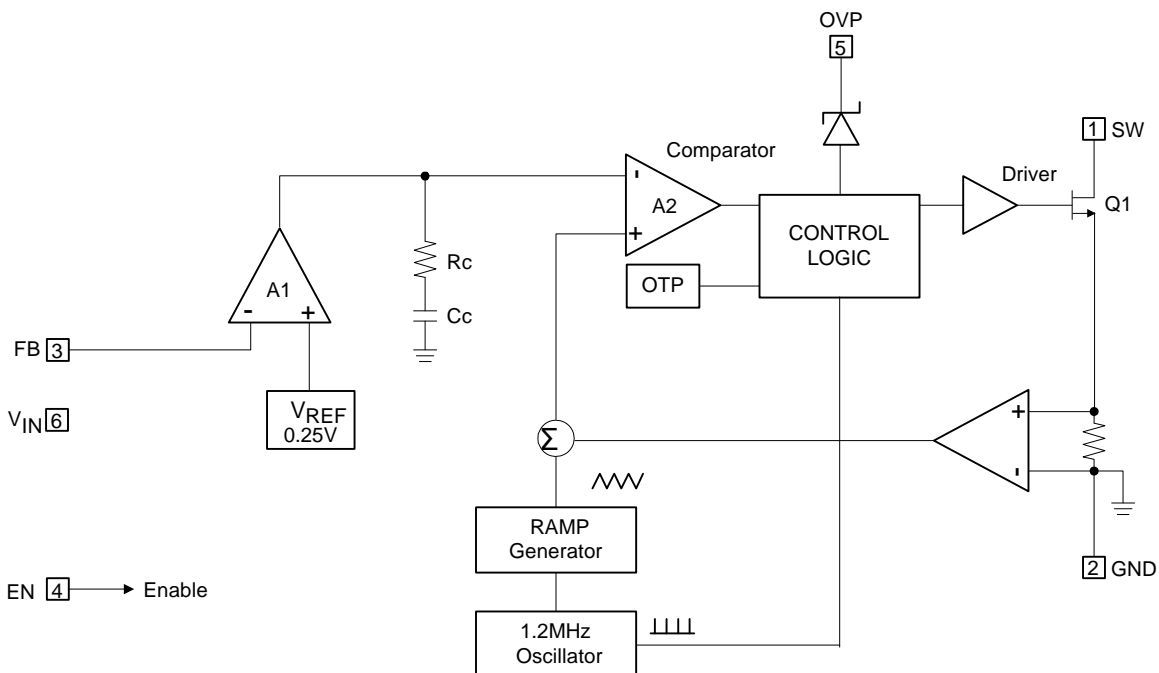 OVP
5
1 SW
Comparator
Driver
-
A2
+
Q1
CONTROL
LOGIC
OTP
Rc
A1
- +
Cc
FB 3
VREF
0.25V
VIN 6
Σ
+
-
RAMP
Generator
2 GND
EN 4 Enable
1.2MHz
Oscillator